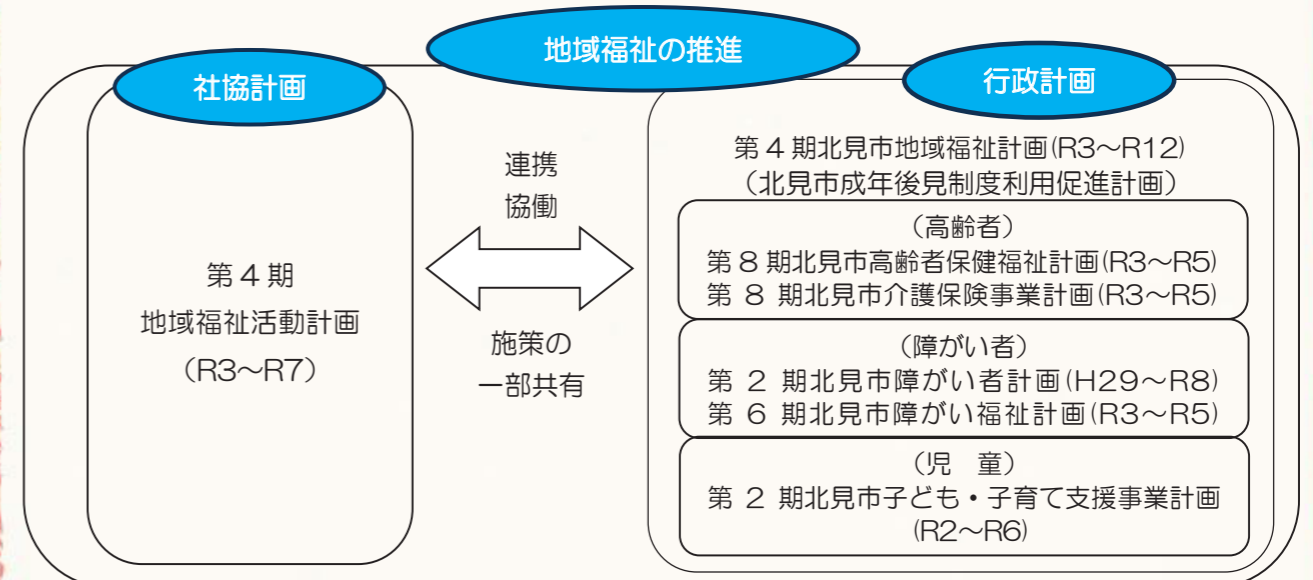 地域福祉の推進
社協計画
行政計画
第4期
地域福祉活動計画
（R3～R7）
連携
協働
施策の
一部共有
第4期北見市地域福祉計画(R3～R12)
（北見市成年後見制度利用促進計画）
（高齢者）
第8期北見市高齢者保健福祉計画(R3～R5)
第 8 期北見市介護保険事業計画(R3～R5)
（障がい者）
第 2 期北見市障がい者計画(H29～R8)
第 6 期北見市障がい福祉計画(R3～R5)
（児　童）
第 2 期北見市子ども・子育て支援事業計画
(R2～R6)